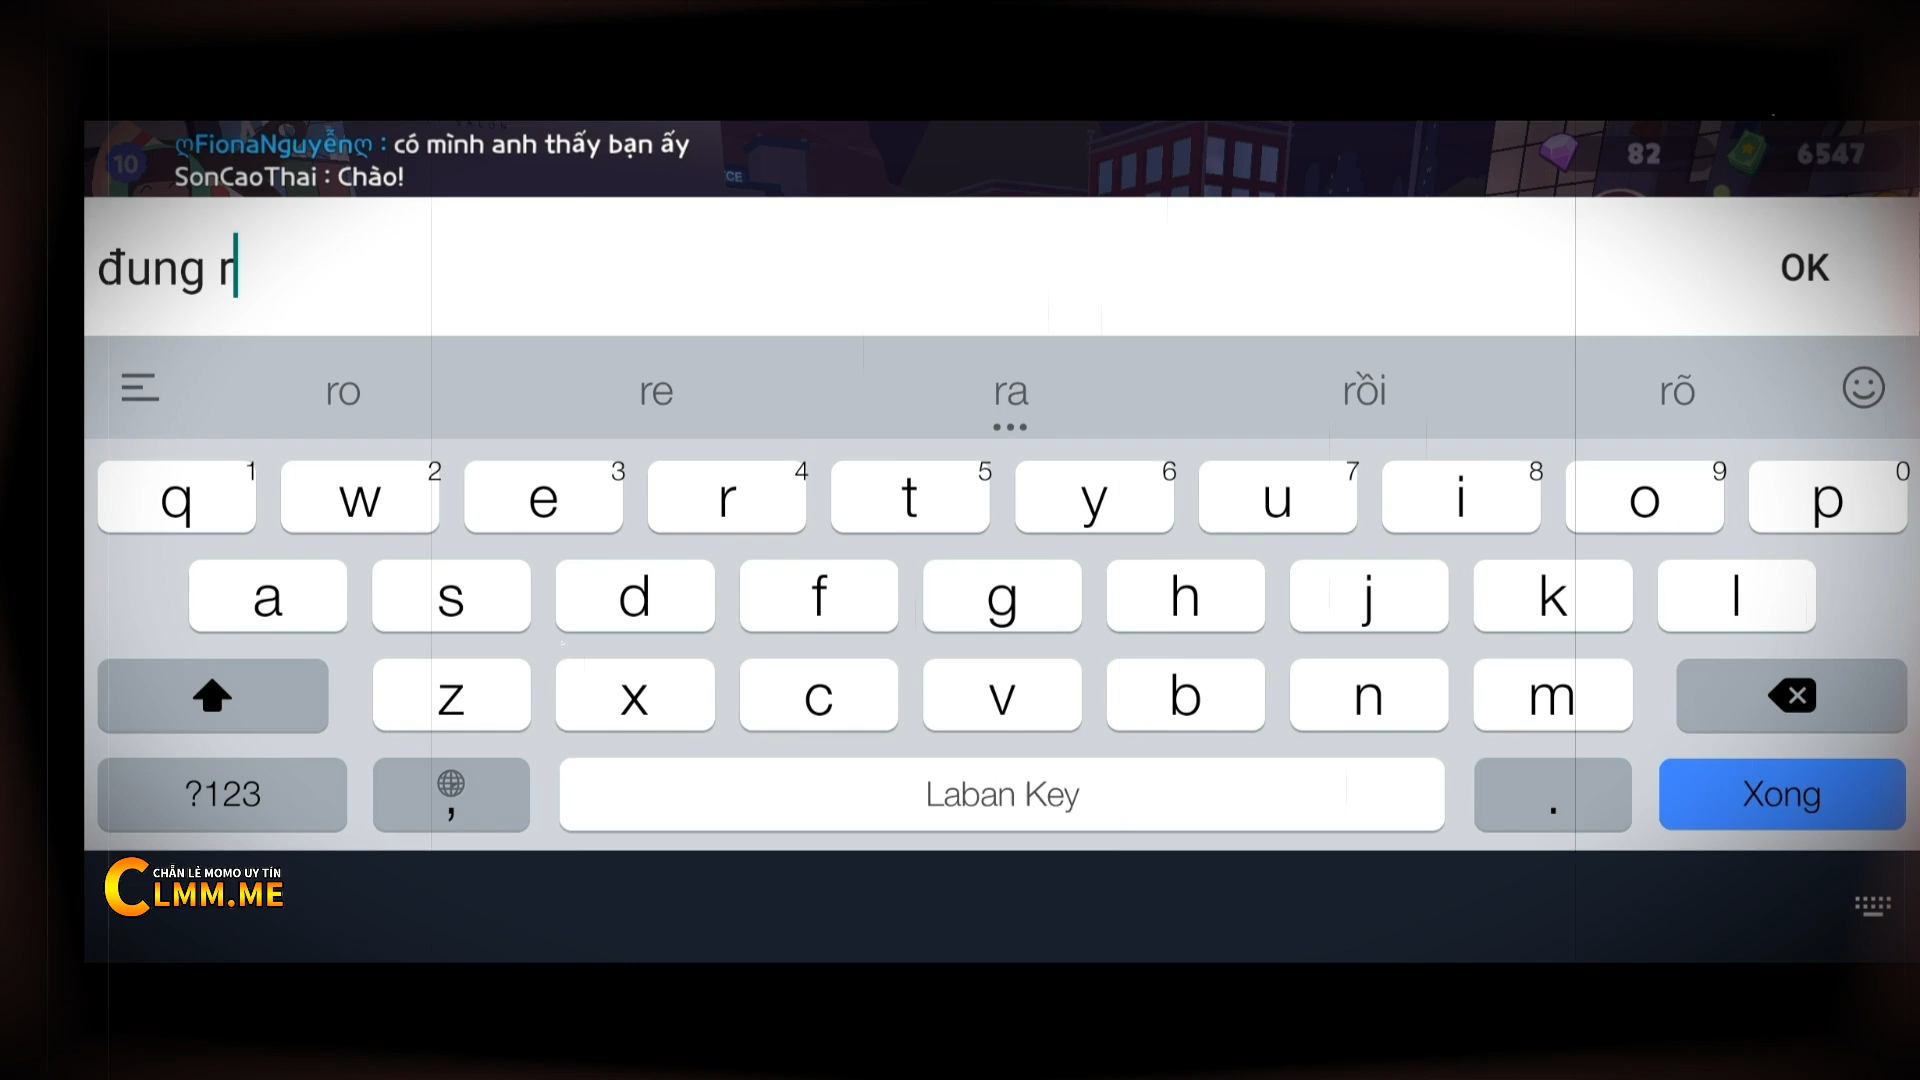 ღFionaNguyễnღ : có mình anh thấy bạn ấy
10
SonCaoThai : Chào!
CE
82
6547
đung r
OK
ro re ra rồi rõ
1 2 3 4 5 6 7 8 9 0
q w e r t y u i o p
a s d f g h j k l
z x c v b n m
?123 , Laban Key . Xong
CHẴN LẺ MOMO UY TÍN
CLMM.ME